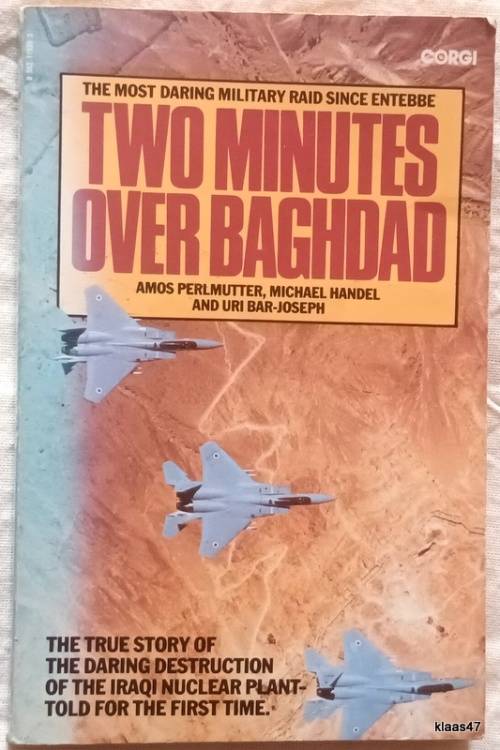 CORGI
THE MOST DARING MILITARY RAID SINCE ENTEBBE
TWO MINUTES
OVER BAGHDAD
AMOS PERLMUTTER, MICHAEL HANDEL
AND URI BAR-JOSEPH
THE TRUE STORY OF
THE DARING DESTRUCTION
OF THE IRAQI NUCLEAR PLANT-
TOLD FOR THE FIRST TIME.
klaas47